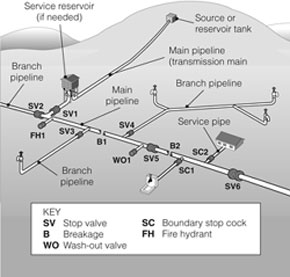 Service reservoir
(if needed)
Source or
reservoir tank
Main pipeline
(transmission main
Branch
pipeline
Branch pipeline
Main
pipeline
SV2
SV1
SV4
Service pipe
FH1
SV3
B1
B2
SC2
WO1
SV5
SC1
SV6
Branch
pipeline
KEY
SV Stop valve
B Breakage
WO Wash-out valve
SC Boundary stop cock
FH Fire hydrant